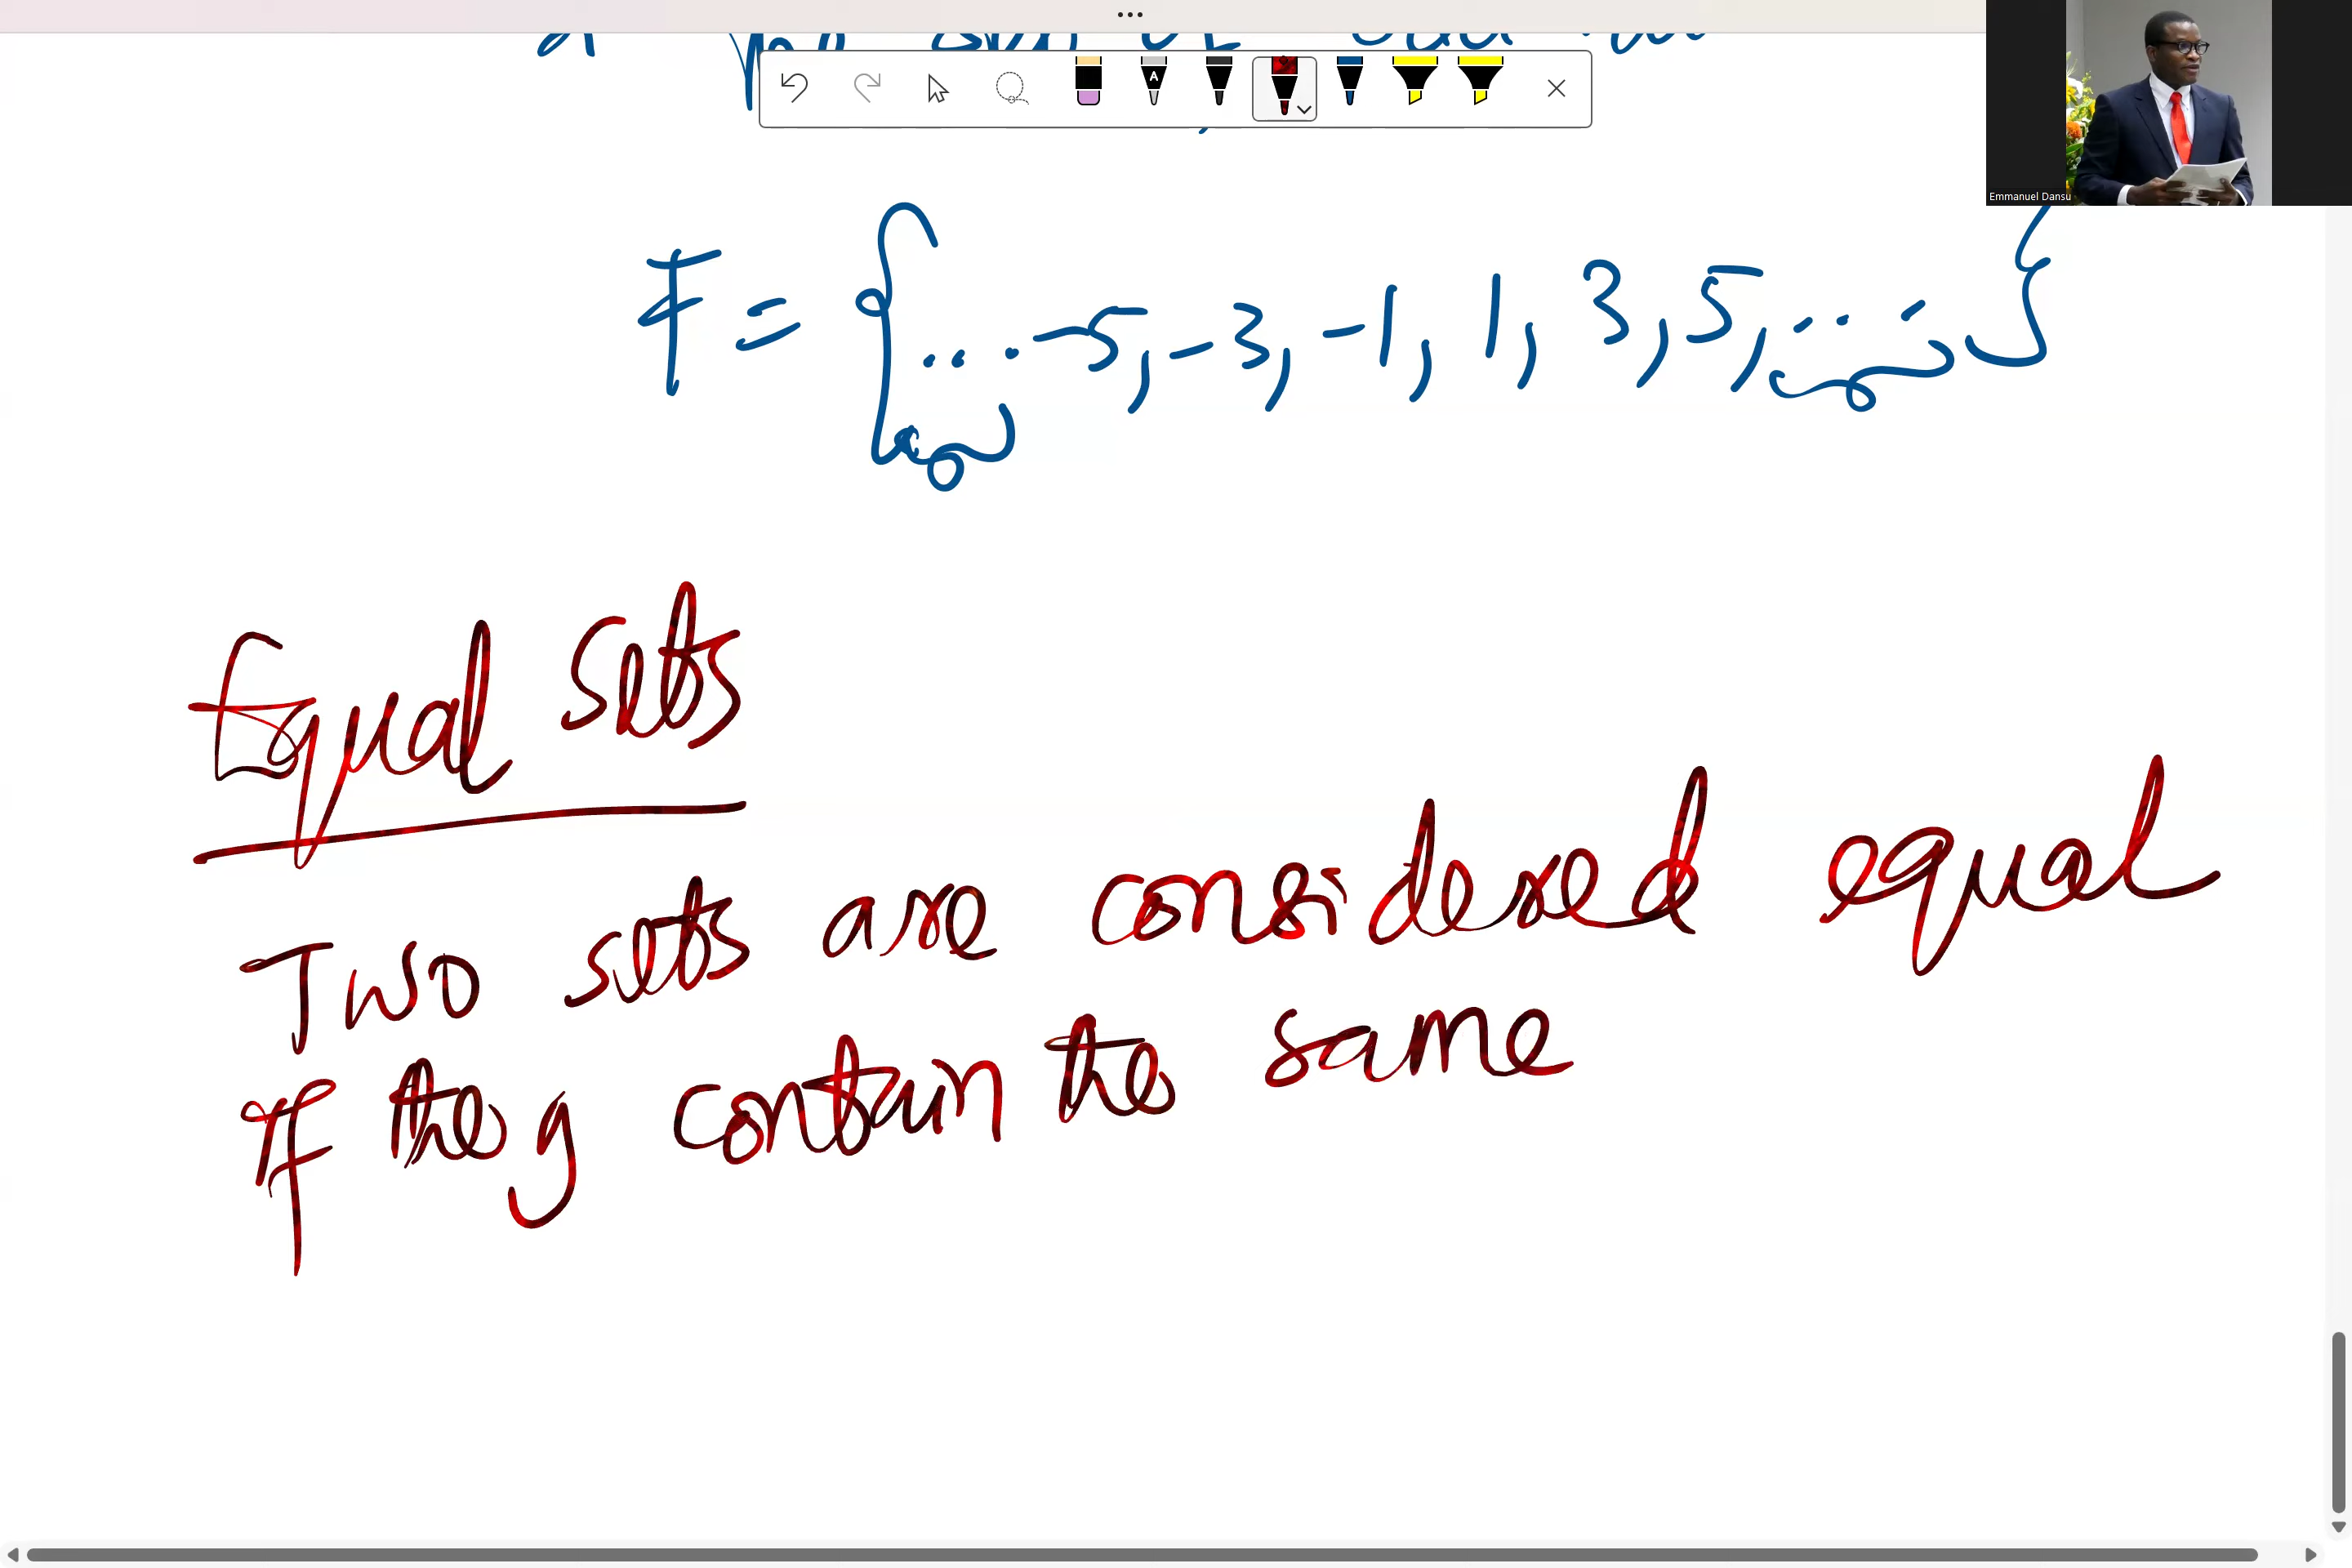 Emmanuel Dansu
F = {... -5, -3, -1, 1, 3, 5, ...}
Equal sets
Two sets are considered equal
if they contain the same